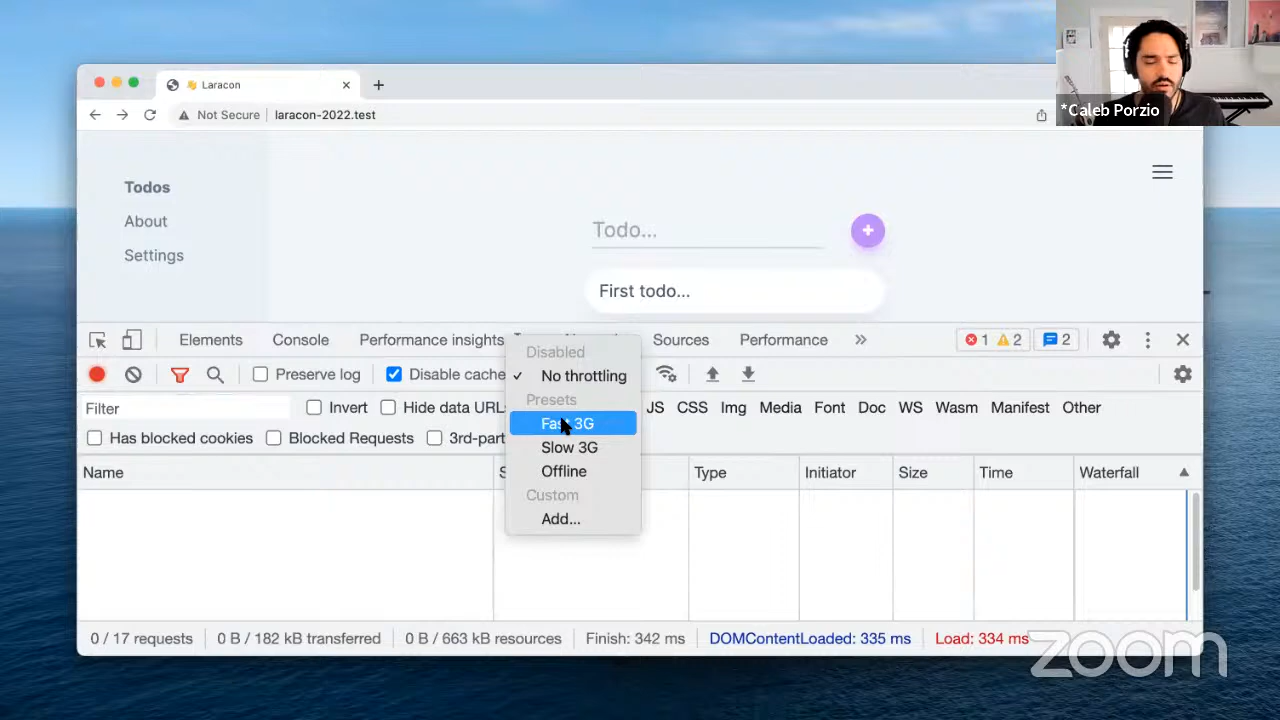 👋 Laracon
Not Secure laracon-2022.test
*Caleb Porzio
Todos
About
Settings
Todo...
+
First todo...
Elements Console Performance insights Sources Performance » 1 2 2
Preserve log Disable cache
Disabled
✓ No throttling
Presets
Fast 3G
Slow 3G
Offline
Custom
Add...
Filter Invert Hide data URL JS CSS Img Media Font Doc WS Wasm Manifest Other
Has blocked cookies Blocked Requests 3rd-part
Name Type Initiator Size Time Waterfall
0 / 17 requests 0 B / 182 kB transferred 0 B / 663 kB resources Finish: 342 ms DOMContentLoaded: 335 ms Load: 334 ms
zoom